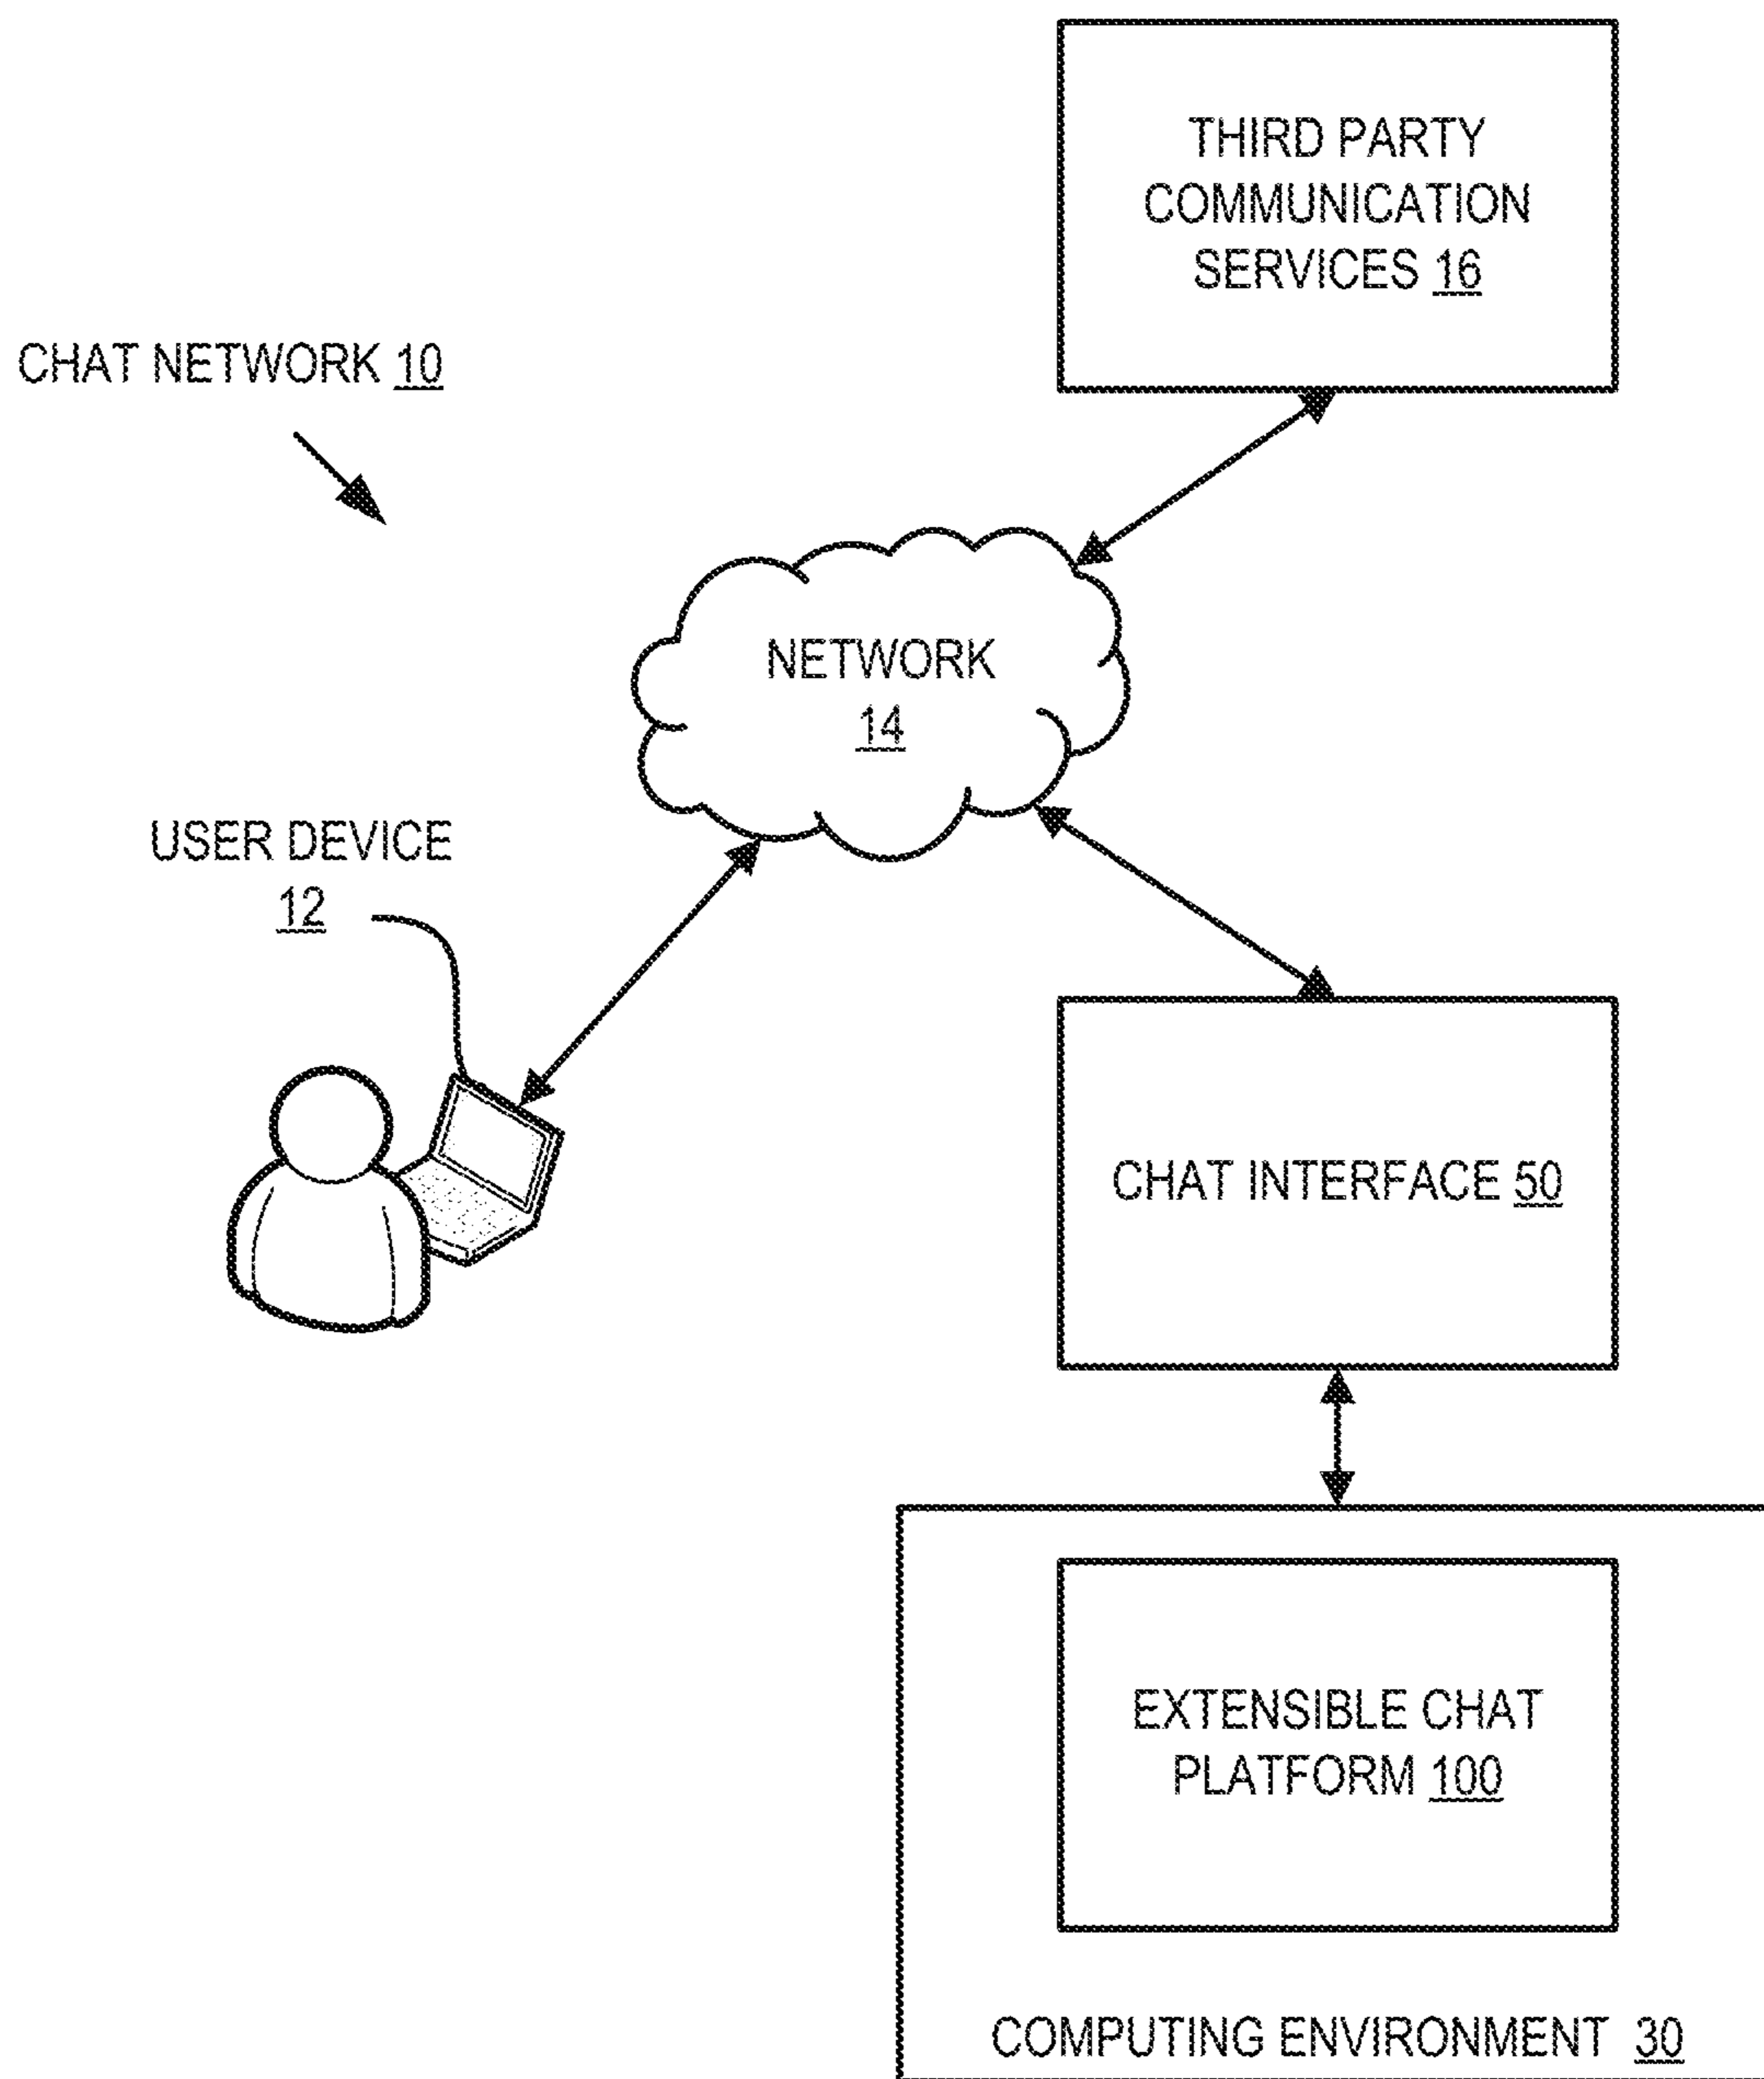 THIRD PARTY
COMMUNICATION
SERVICES 16
CHAT NETWORK 10
NETWORK
14
USER DEVICE
12
CHAT INTERFACE 50
EXTENSIBLE CHAT
PLATFORM 100
COMPUTING ENVIRONMENT 30